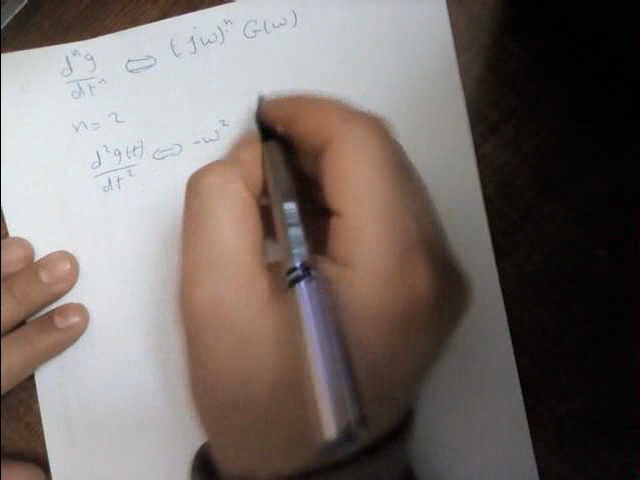 dⁿg/dtⁿ ⇔ (jω)ⁿ G(ω)
n = 2
d²g(t)/dt² ⇔ -ω²